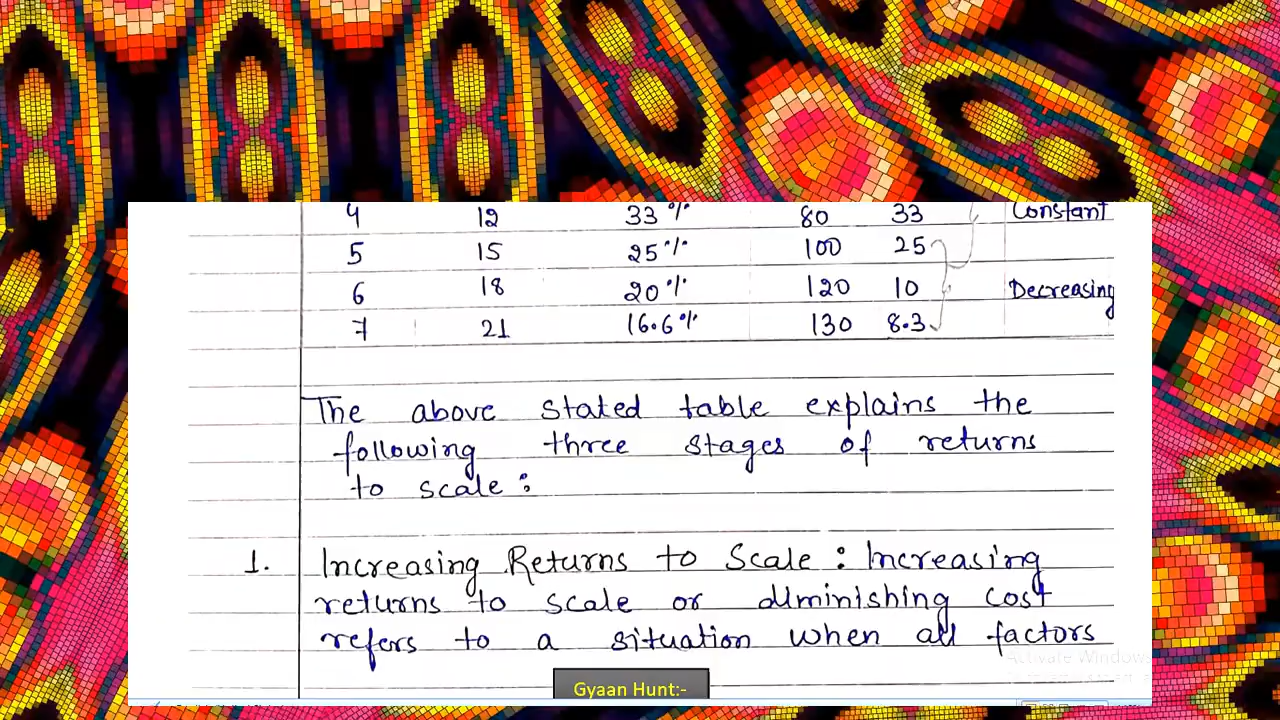 4 12 33 % 80 33 Constant
5 15 25 % 100 25
6 18 20 % 120 10 Decreasing
7 21 16.6 % 130 8.3
The above stated table explains the
following three stages of returns
to scale :
1. Increasing Returns to Scale : Increasing
returns to scale or diminishing cost
refers to a situation when all factors
Activate Windows
Gyaan Hunt:-